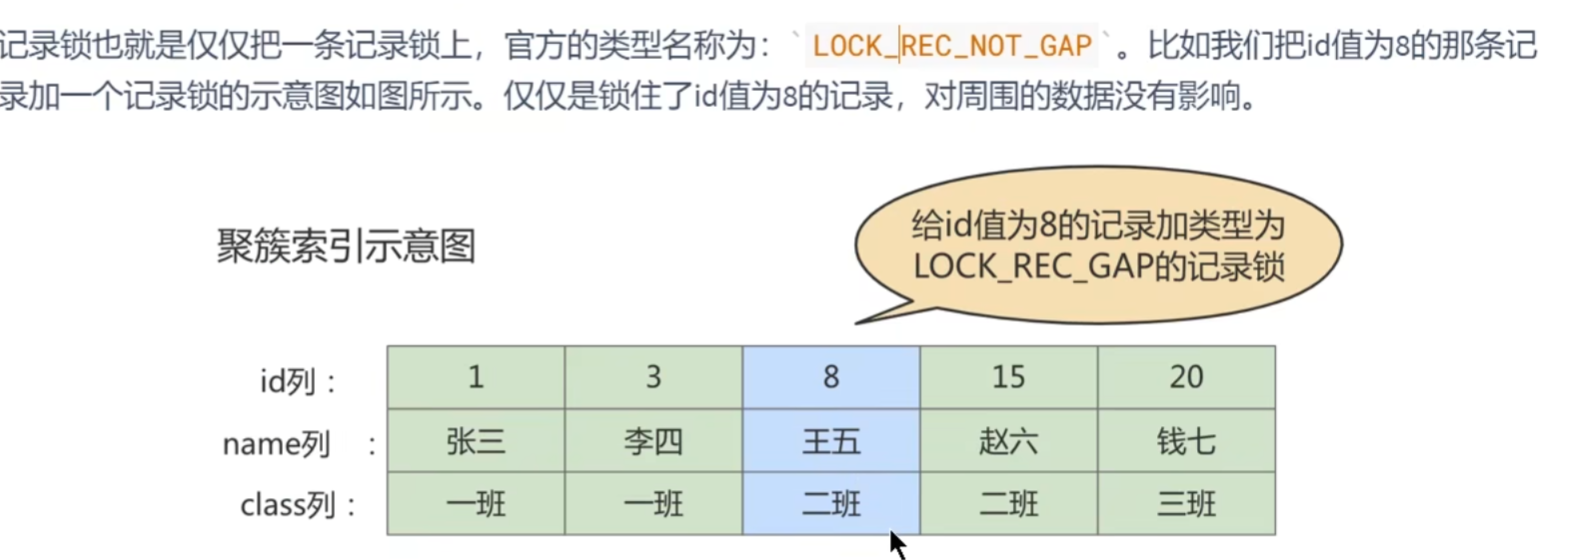 记录锁也就是仅仅把一条记录锁上，官方的类型名称为：`LOCK_REC_NOT_GAP`。比如我们把id值为8的那条记
录加一个记录锁的示意图如图所示。仅仅是锁住了id值为8的记录，对周围的数据没有影响。
给id值为8的记录加类型为
LOCK_REC_GAP的记录锁
聚簇索引示意图
id列： 1 3 8 15 20
name列 ： 张三 李四 王五 赵六 钱七
class列： 一班 一班 二班 二班 三班